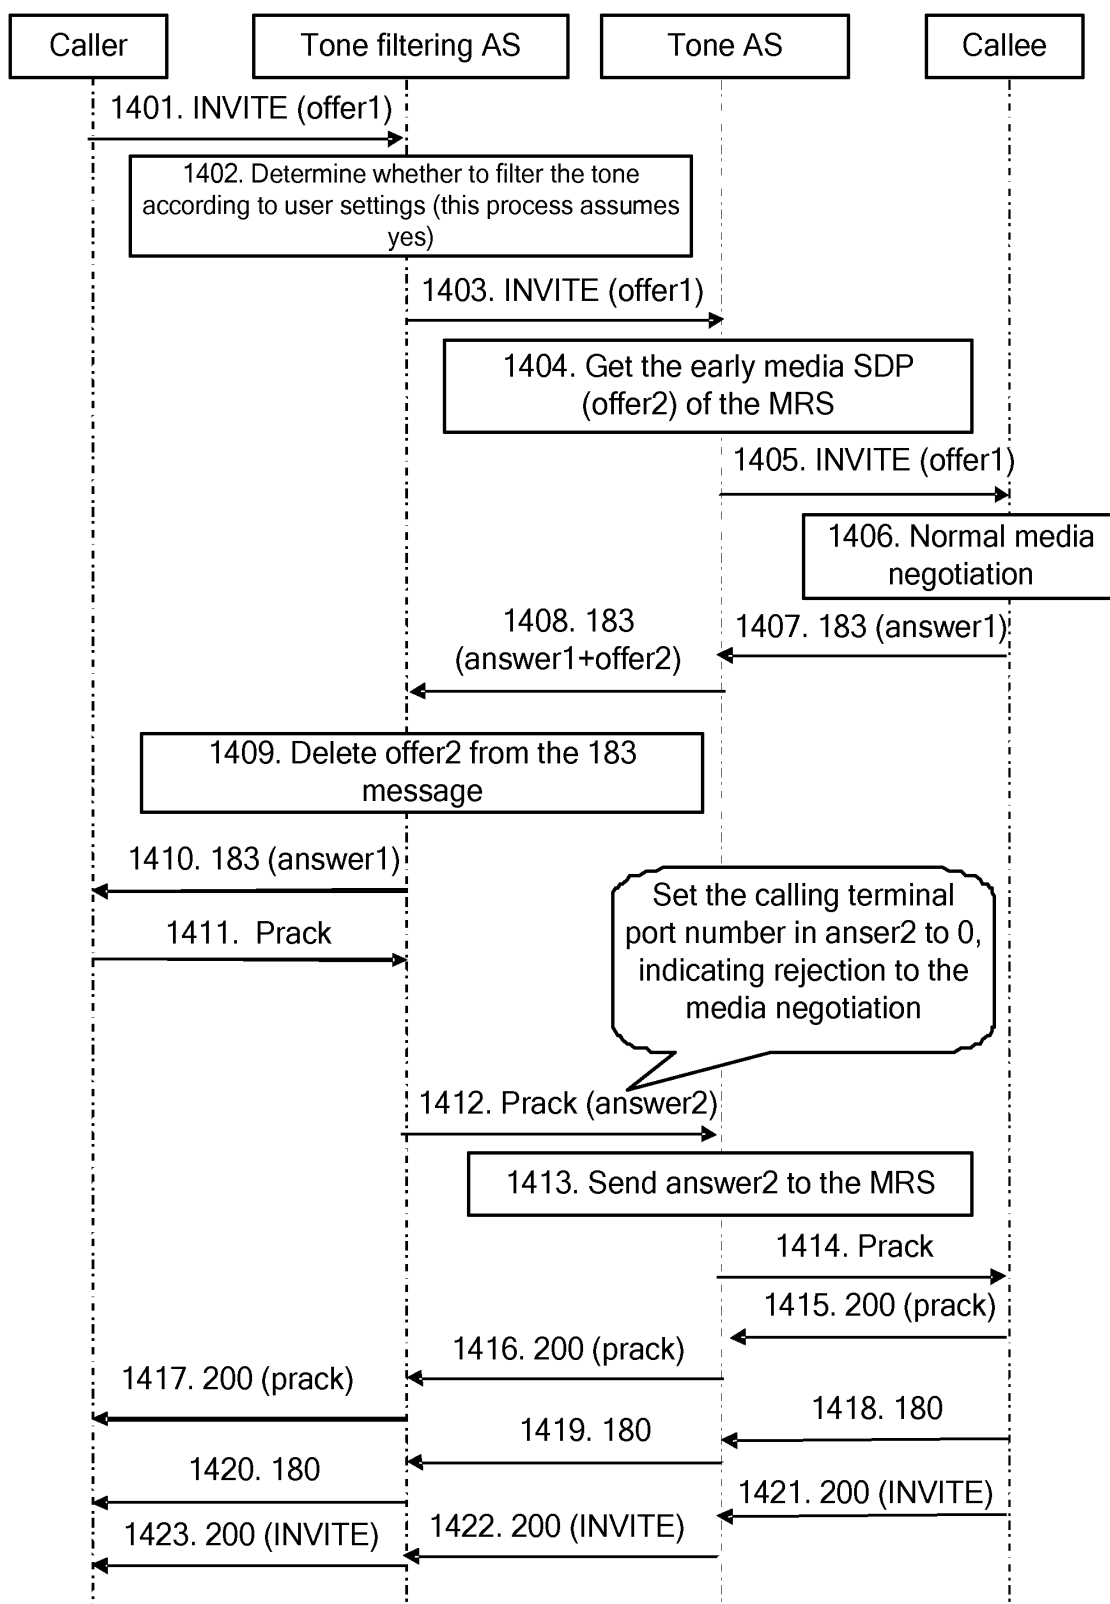 Caller
Tone filtering AS
Tone AS
Callee
1401. INVITE (offer1)
1402. Determine whether to filter the tone
according to user settings (this process assumes
yes)
1403. INVITE (offer1)
1404. Get the early media SDP
(offer2) of the MRS
1405. INVITE (offer1)
1406. Normal media
negotiation
1407. 183 (answer1)
1408. 183
(answer1+offer2)
1409. Delete offer2 from the 183
message
1410. 183 (answer1)
1411. Prack
Set the calling terminal
port number in anser2 to 0,
indicating rejection to the
media negotiation
1412. Prack (answer2)
1413. Send answer2 to the MRS
1414. Prack
1415. 200 (prack)
1416. 200 (prack)
1417. 200 (prack)
1418. 180
1419. 180
1420. 180
1421. 200 (INVITE)
1422. 200 (INVITE)
1423. 200 (INVITE)